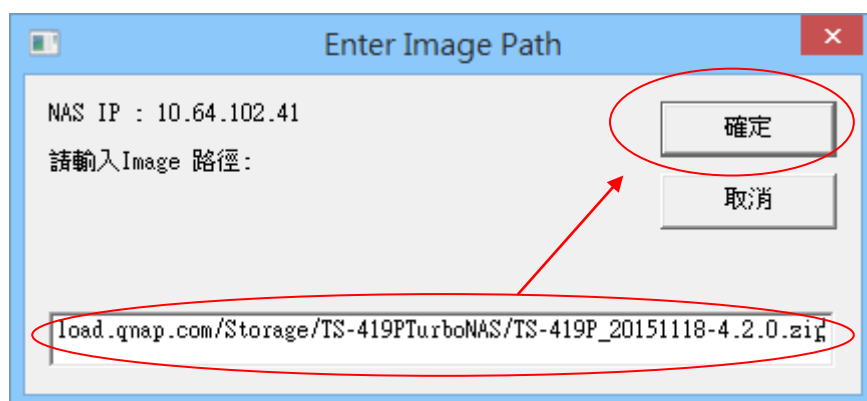 Enter Image Path
NAS IP : 10.64.102.41
請輸入Image 路徑:
確定
取消
load.qnap.com/Storage/TS-419PTurboNAS/TS-419P_20151118-4.2.0.zip